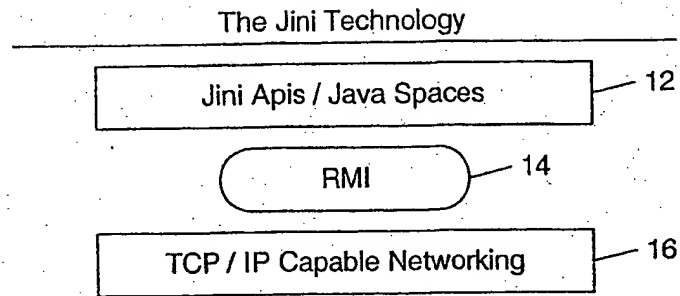 The Jini Technology
Jini Apis / Java Spaces
12
RMI
14
TCP / IP Capable Networking
16